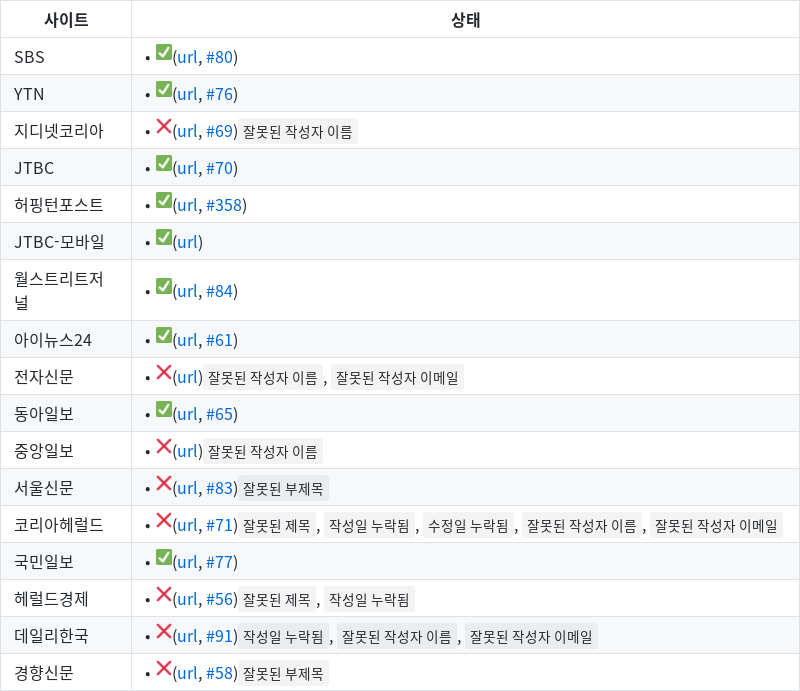 사이트 상태
SBS • ✅(url, #80)
YTN • ✅(url, #76)
지디넷코리아 • ❌(url, #69) 잘못된 작성자 이름
JTBC • ✅(url, #70)
허핑턴포스트 • ✅(url, #358)
JTBC-모바일 • ✅(url)
월스트리트저
널 • ✅(url, #84)
아이뉴스24 • ✅(url, #61)
전자신문 • ❌(url) 잘못된 작성자 이름 , 잘못된 작성자 이메일
동아일보 • ✅(url, #65)
중앙일보 • ❌(url) 잘못된 작성자 이름
서울신문 • ❌(url, #83) 잘못된 부제목
코리아헤럴드 • ❌(url, #71) 잘못된 제목 , 작성일 누락됨 , 수정일 누락됨 , 잘못된 작성자 이름 , 잘못된 작성자 이메일
국민일보 • ✅(url, #77)
헤럴드경제 • ❌(url, #56) 잘못된 제목 , 작성일 누락됨
데일리한국 • ❌(url, #91) 작성일 누락됨 , 잘못된 작성자 이름 , 잘못된 작성자 이메일
경향신문 • ❌(url, #58) 잘못된 부제목